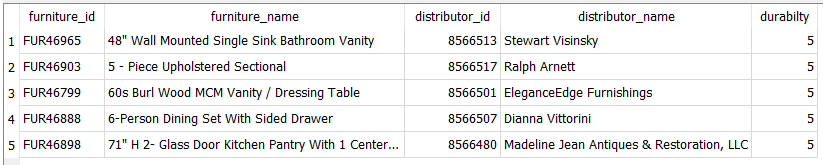 furniture_id furniture_name distributor_id distributor_name durabilty
1 FUR46965 48" Wall Mounted Single Sink Bathroom Vanity 8566513 Stewart Visinsky 5
2 FUR46903 5 - Piece Upholstered Sectional 8566517 Ralph Arnett 5
3 FUR46799 60s Burl Wood MCM Vanity / Dressing Table 8566501 EleganceEdge Furnishings 5
4 FUR46888 6-Person Dining Set With Sided Drawer 8566507 Dianna Vittorini 5
5 FUR46898 71" H 2- Glass Door Kitchen Pantry With 1 Center... 8566480 Madeline Jean Antiques & Restoration, LLC 5